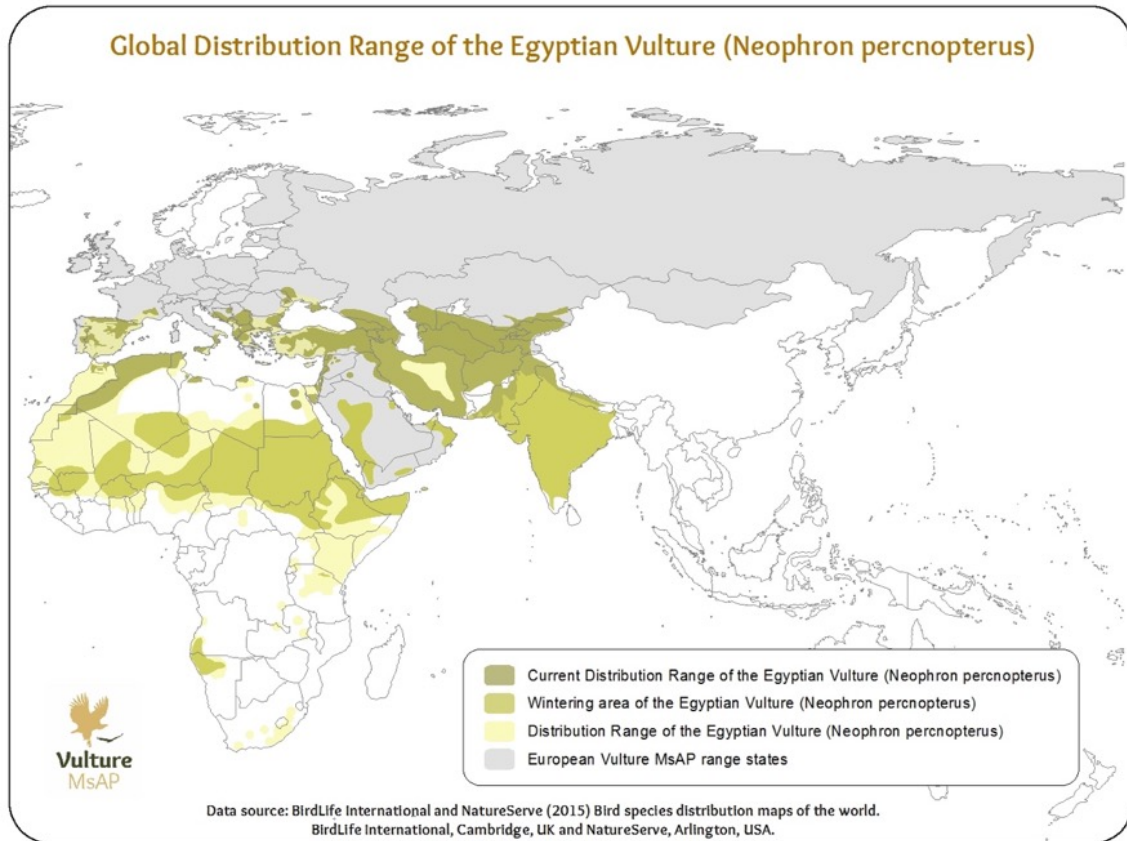 Global Distribution Range of the Egyptian Vulture (Neophron percnopterus)
Current Distribution Range of the Egyptian Vulture (Neophron percnopterus)
Wintering area of the Egyptian Vulture (Neophron percnopterus)
Distribution Range of the Egyptian Vulture (Neophron percnopterus)
European Vulture MsAP range states
Vulture
MsAP
Data source: BirdLife International and NatureServe (2015) Bird species distribution maps of the world.
BirdLife International, Cambridge, UK and NatureServe, Arlington, USA.